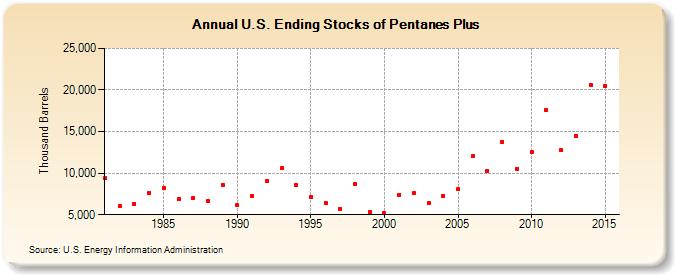 Annual U.S. Ending Stocks of Pentanes Plus
Thousand Barrels
25,000
20,000
15,000
10,000
5,000
1985 1990 1995 2000 2005 2010 2015
Source: U.S. Energy Information Administration